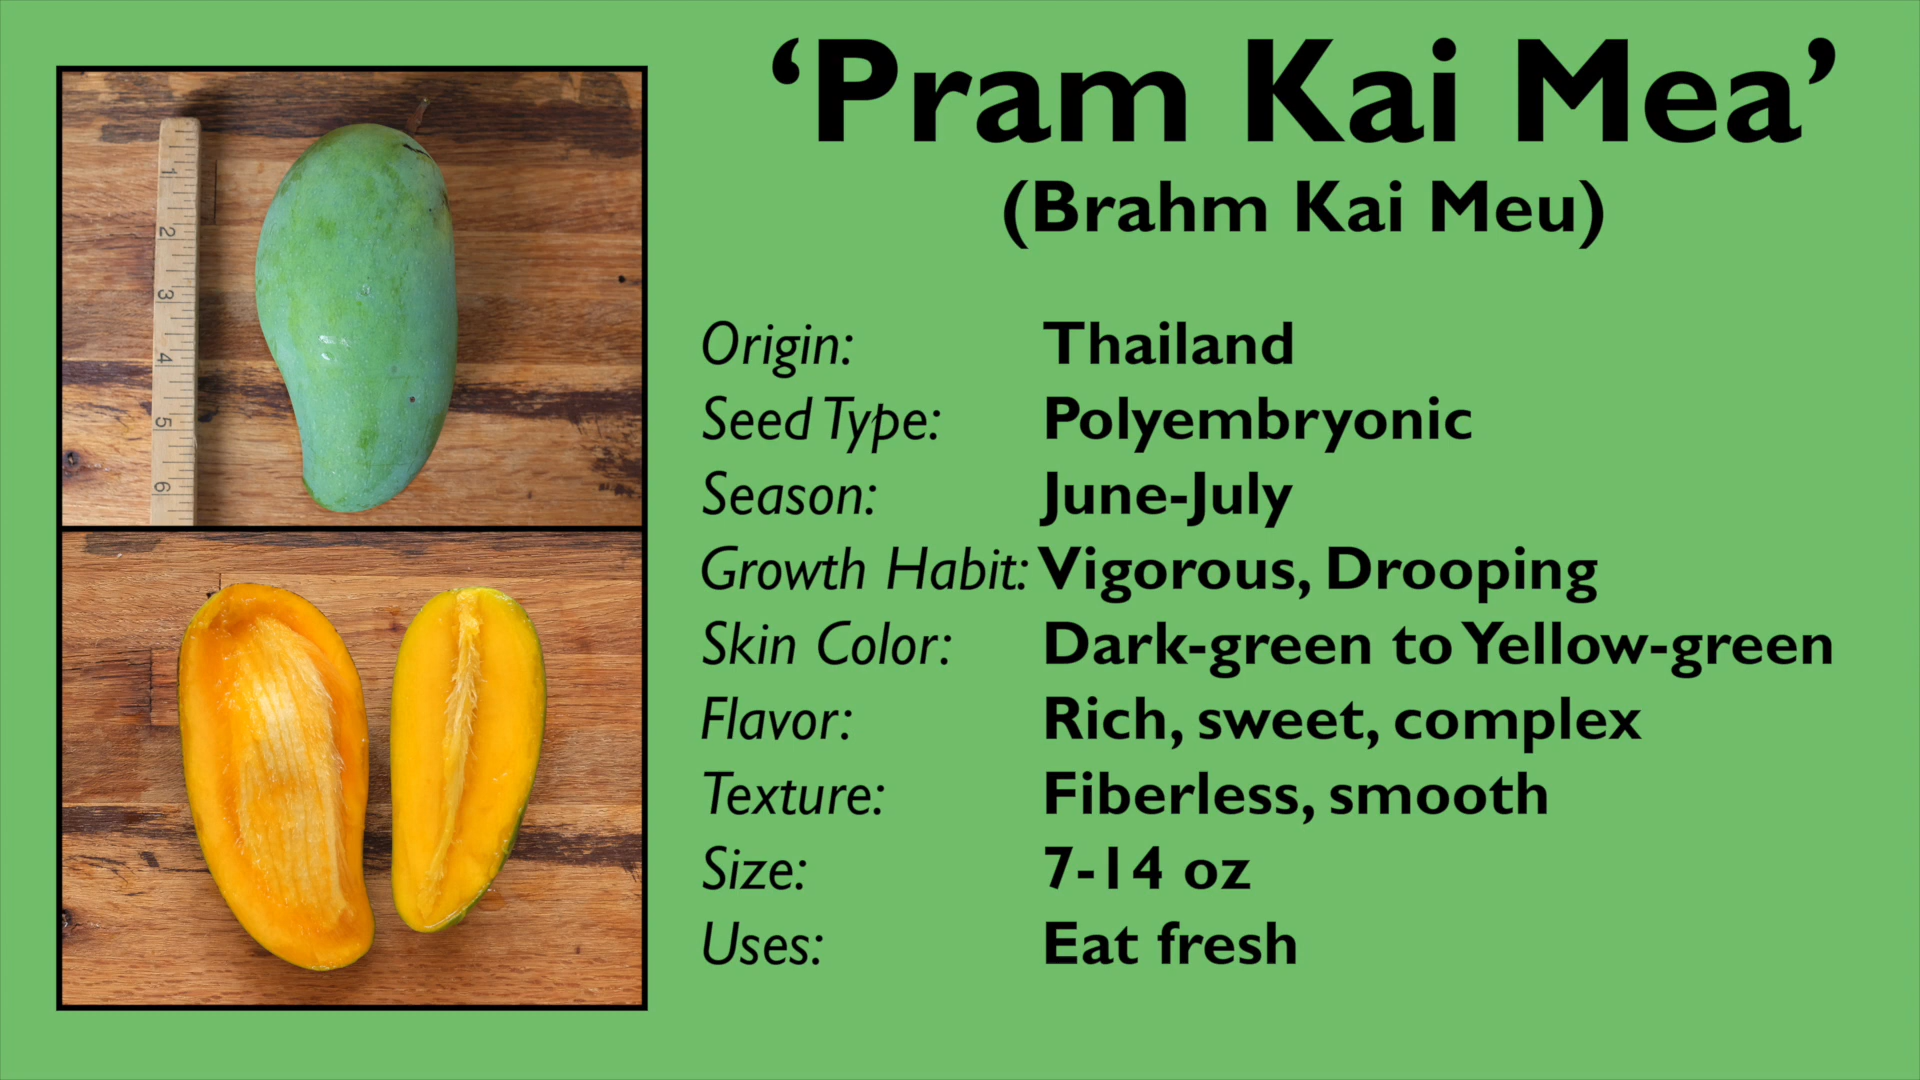 ‘Pram Kai Mea’
(Brahm Kai Meu)
Origin: Thailand
Seed Type: Polyembryonic
Season: June-July
Growth Habit: Vigorous, Drooping
Skin Color: Dark-green to Yellow-green
Flavor: Rich, sweet, complex
Texture: Fiberless, smooth
Size: 7-14 oz
Uses: Eat fresh
1
2
3
4
5
6